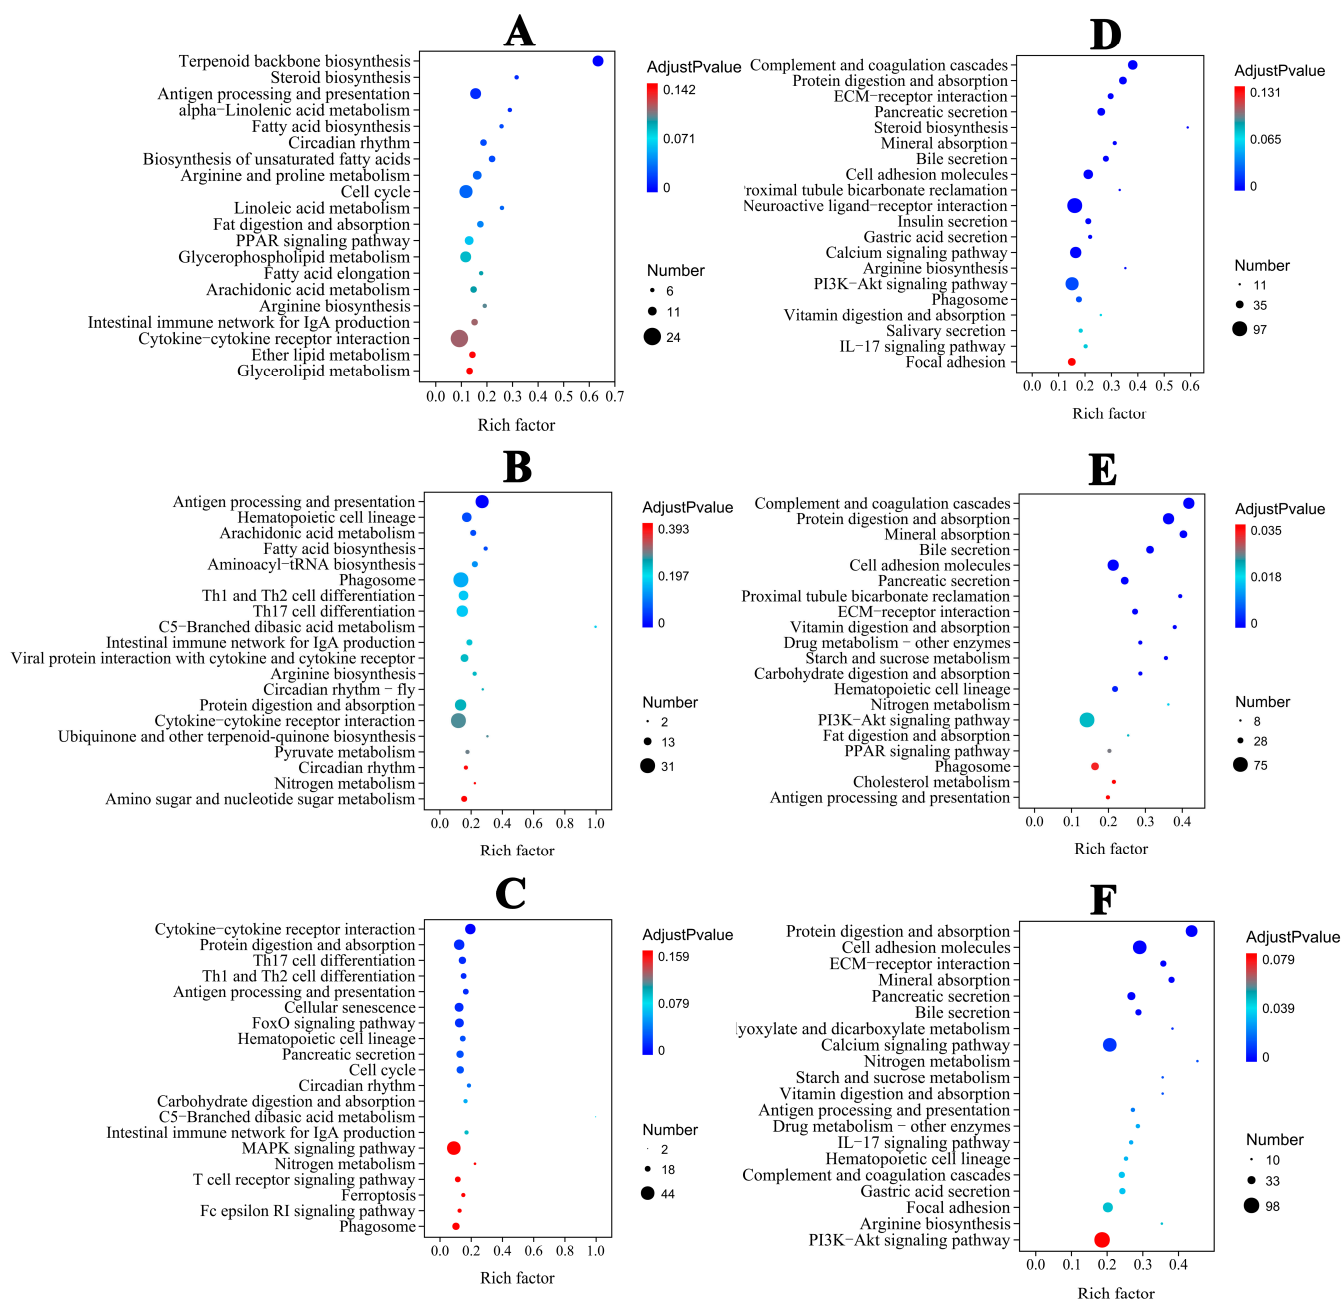 A
Terpenoid backbone biosynthesis
Steroid biosynthesis
Antigen processing and presentation
alpha−Linolenic acid metabolism
Fatty acid biosynthesis
Circadian rhythm
Biosynthesis of unsaturated fatty acids
Arginine and proline metabolism
Cell cycle
Linoleic acid metabolism
Fat digestion and absorption
PPAR signaling pathway
Glycerophospholipid metabolism
Fatty acid elongation
Arachidonic acid metabolism
Arginine biosynthesis
Intestinal immune network for IgA production
Cytokine−cytokine receptor interaction
Ether lipid metabolism
Glycerolipid metabolism
0.0 0.1 0.2 0.3 0.4 0.5 0.6 0.7
Rich factor
AdjustPvalue
0.142
0.071
0
Number
6
11
24
B
Antigen processing and presentation
Hematopoietic cell lineage
Arachidonic acid metabolism
Fatty acid biosynthesis
Aminoacyl−tRNA biosynthesis
Phagosome
Th1 and Th2 cell differentiation
Th17 cell differentiation
C5−Branched dibasic acid metabolism
Intestinal immune network for IgA production
Viral protein interaction with cytokine and cytokine receptor
Arginine biosynthesis
Circadian rhythm − fly
Protein digestion and absorption
Cytokine−cytokine receptor interaction
Ubiquinone and other terpenoid-quinone biosynthesis
Pyruvate metabolism
Circadian rhythm
Nitrogen metabolism
Amino sugar and nucleotide sugar metabolism
0.0 0.2 0.4 0.6 0.8 1.0
Rich factor
AdjustPvalue
0.393
0.197
0
Number
2
13
31
C
Cytokine−cytokine receptor interaction
Protein digestion and absorption
Th17 cell differentiation
Th1 and Th2 cell differentiation
Antigen processing and presentation
Cellular senescence
FoxO signaling pathway
Hematopoietic cell lineage
Pancreatic secretion
Cell cycle
Circadian rhythm
Carbohydrate digestion and absorption
C5−Branched dibasic acid metabolism
Intestinal immune network for IgA production
MAPK signaling pathway
Nitrogen metabolism
T cell receptor signaling pathway
Ferroptosis
Fc epsilon RI signaling pathway
Phagosome
0.0 0.2 0.4 0.6 0.8 1.0
Rich factor
AdjustPvalue
0.159
0.079
0
Number
2
18
44
D
Complement and coagulation cascades
Protein digestion and absorption
ECM−receptor interaction
Pancreatic secretion
Steroid biosynthesis
Mineral absorption
Bile secretion
Cell adhesion molecules
roximal tubule bicarbonate reclamation
Neuroactive ligand−receptor interaction
Insulin secretion
Gastric acid secretion
Calcium signaling pathway
Arginine biosynthesis
PI3K−Akt signaling pathway
Phagosome
Vitamin digestion and absorption
Salivary secretion
IL−17 signaling pathway
Focal adhesion
0.0 0.1 0.2 0.3 0.4 0.5 0.6
Rich factor
AdjustPvalue
0.131
0.065
0
Number
11
35
97
E
Complement and coagulation cascades
Protein digestion and absorption
Mineral absorption
Bile secretion
Cell adhesion molecules
Pancreatic secretion
Proximal tubule bicarbonate reclamation
ECM−receptor interaction
Vitamin digestion and absorption
Drug metabolism − other enzymes
Starch and sucrose metabolism
Carbohydrate digestion and absorption
Hematopoietic cell lineage
Nitrogen metabolism
PI3K−Akt signaling pathway
Fat digestion and absorption
PPAR signaling pathway
Phagosome
Cholesterol metabolism
Antigen processing and presentation
0.0 0.1 0.2 0.3 0.4
Rich factor
AdjustPvalue
0.035
0.018
0
Number
8
28
75
F
Protein digestion and absorption
Cell adhesion molecules
ECM−receptor interaction
Mineral absorption
Pancreatic secretion
Bile secretion
lyoxylate and dicarboxylate metabolism
Calcium signaling pathway
Nitrogen metabolism
Starch and sucrose metabolism
Vitamin digestion and absorption
Antigen processing and presentation
Drug metabolism − other enzymes
IL−17 signaling pathway
Hematopoietic cell lineage
Complement and coagulation cascades
Gastric acid secretion
Focal adhesion
Arginine biosynthesis
PI3K−Akt signaling pathway
0.0 0.1 0.2 0.3 0.4
Rich factor
AdjustPvalue
0.079
0.039
0
Number
10
33
98